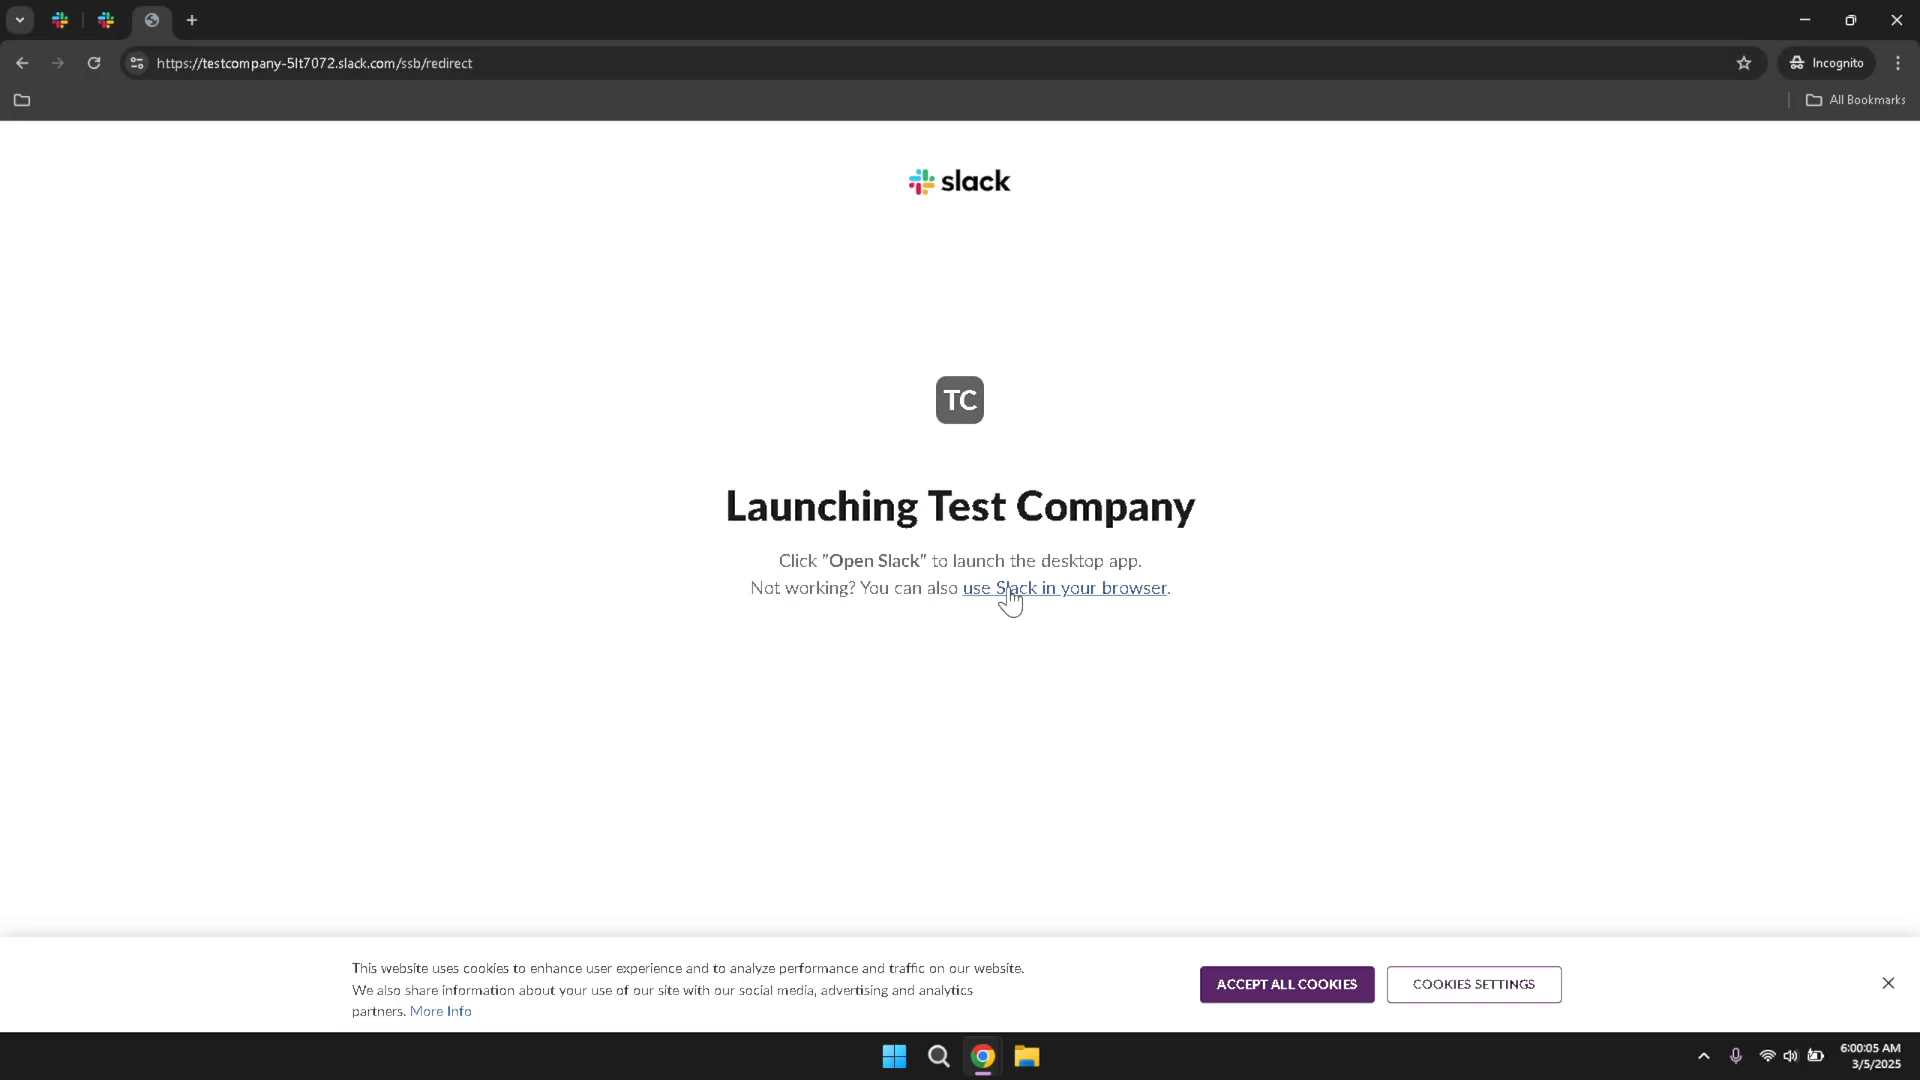 https://testcompany-5lt7072.slack.com/ssb/redirect
Incognito
All Bookmarks
slack
TC
Launching Test Company
Click "Open Slack" to launch the desktop app.
Not working? You can also use Slack in your browser.
This website uses cookies to enhance user experience and to analyze performance and traffic on our website.
We also share information about your use of our site with our social media, advertising and analytics
partners. More Info
ACCEPT ALL COOKIES
COOKIES SETTINGS
6:00:05 AM
3/5/2025